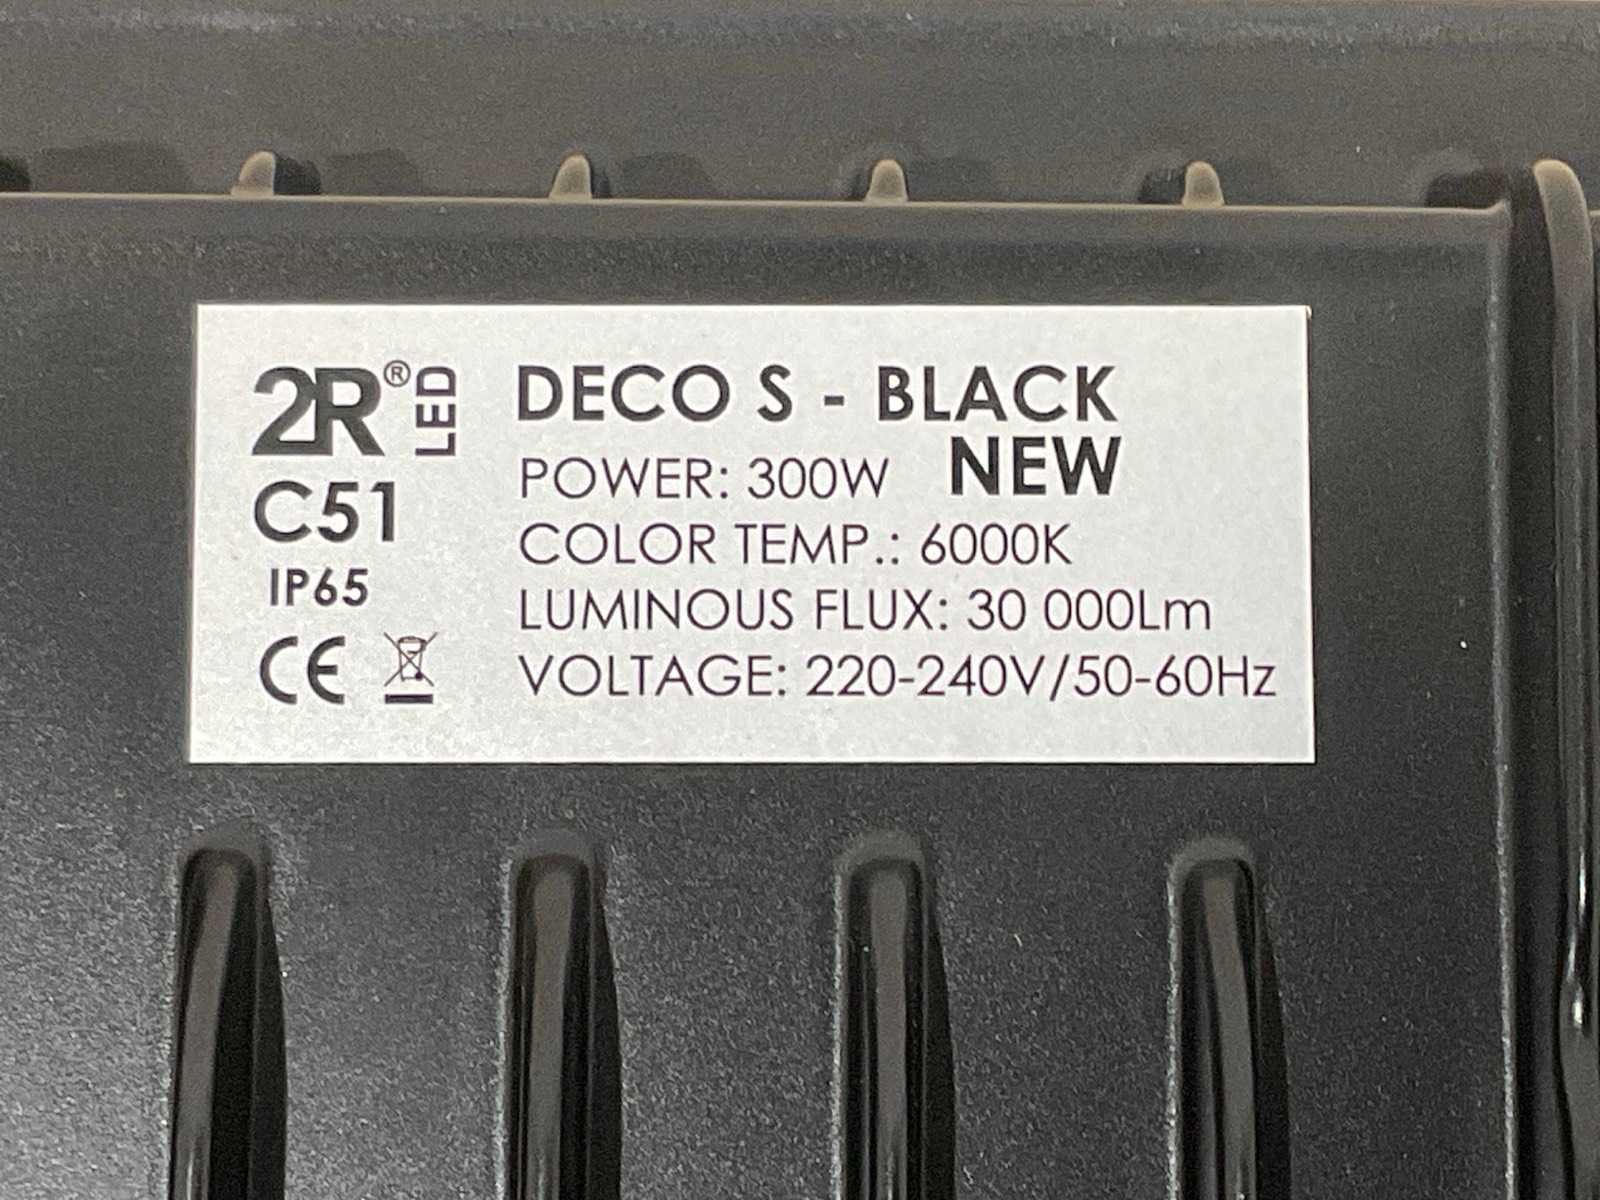 2R® LED
C51
IP65
CE
DECO S - BLACK
NEW
POWER: 300W
COLOR TEMP.: 6000K
LUMINOUS FLUX: 30 000Lm
VOLTAGE: 220-240V/50-60Hz